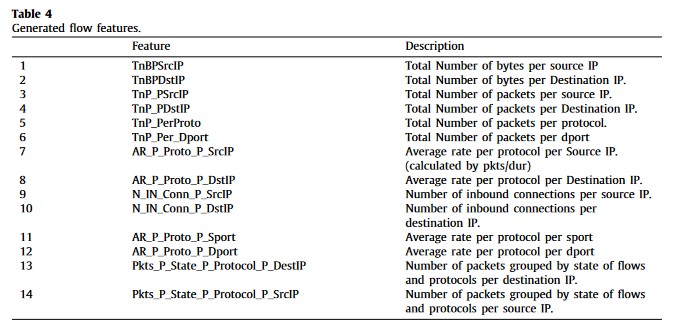 Table 4
Generated flow features.
Feature Description
1 TnBPSrcIP Total Number of bytes per source IP
2 TnBPDstIP Total Number of bytes per Destination IP.
3 TnP_PSrcIP Total Number of packets per source IP.
4 TnP_PDstIP Total Number of packets per Destination IP.
5 TnP_PerProto Total Number of packets per protocol.
6 TnP_Per_Dport Total Number of packets per dport
7 AR_P_Proto_P_SrcIP Average rate per protocol per Source IP.
(calculated by pkts/dur)
8 AR_P_Proto_P_DstIP Average rate per protocol per Destination IP.
9 N_IN_Conn_P_SrcIP Number of inbound connections per source IP.
10 N_IN_Conn_P_DstIP Number of inbound connections per
destination IP.
11 AR_P_Proto_P_Sport Average rate per protocol per sport
12 AR_P_Proto_P_Dport Average rate per protocol per dport
13 Pkts_P_State_P_Protocol_P_DestIP Number of packets grouped by state of flows
and protocols per destination IP.
14 Pkts_P_State_P_Protocol_P_SrcIP Number of packets grouped by state of flows
and protocols per source IP.